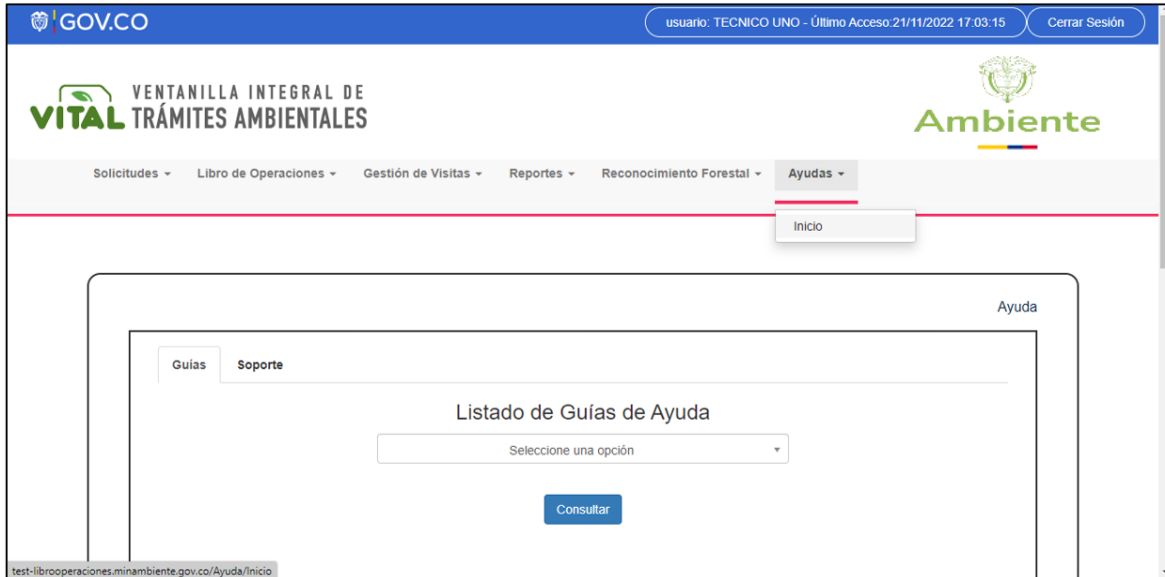 GOV.CO
usuario: TECNICO UNO - Último Acceso:21/11/2022 17:03:15
Cerrar Sesión
VITAL
VENTANILLA INTEGRAL DE
TRÁMITES AMBIENTALES
Ambiente
Solicitudes
Libro de Operaciones
Gestión de Visitas
Reportes
Reconocimiento Forestal
Ayudas
Inicio
Ayuda
Guías
Soporte
Listado de Guías de Ayuda
Seleccione una opción
Consultar
test-librooperaciones.minambiente.gov.co/Ayuda/Inicio